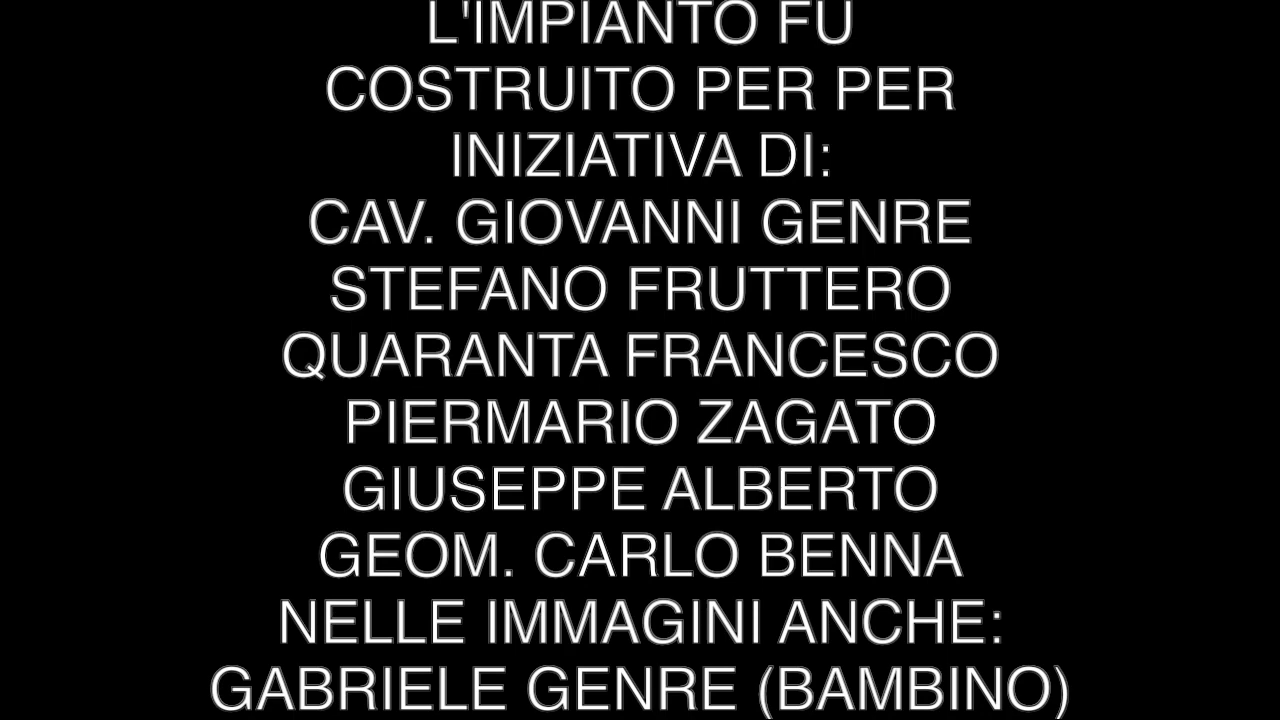 L'IMPIANTO FU
COSTRUITO PER PER
INIZIATIVA DI:
CAV. GIOVANNI GENRE
STEFANO FRUTTERO
QUARANTA FRANCESCO
PIERMARIO ZAGATO
GIUSEPPE ALBERTO
GEOM. CARLO BENNA
NELLE IMMAGINI ANCHE:
GABRIELE GENRE (BAMBINO)